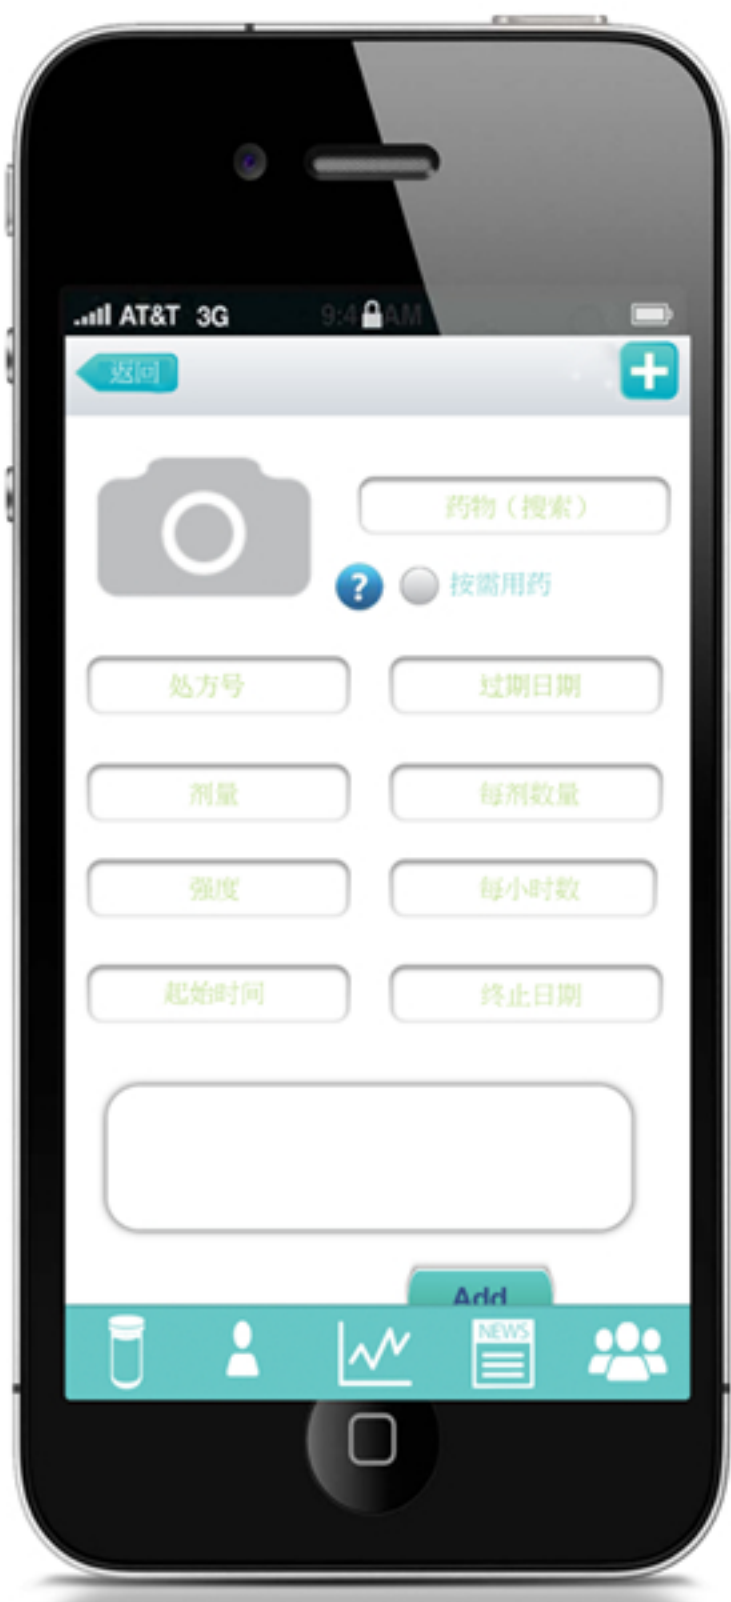 AT&T 3G 9:4 AM
返回
药物（搜索）
? 按需用药
处方号 过期日期
剂量 每剂数量
强度 每小时数
起始时间 终止日期
Add
NEWS